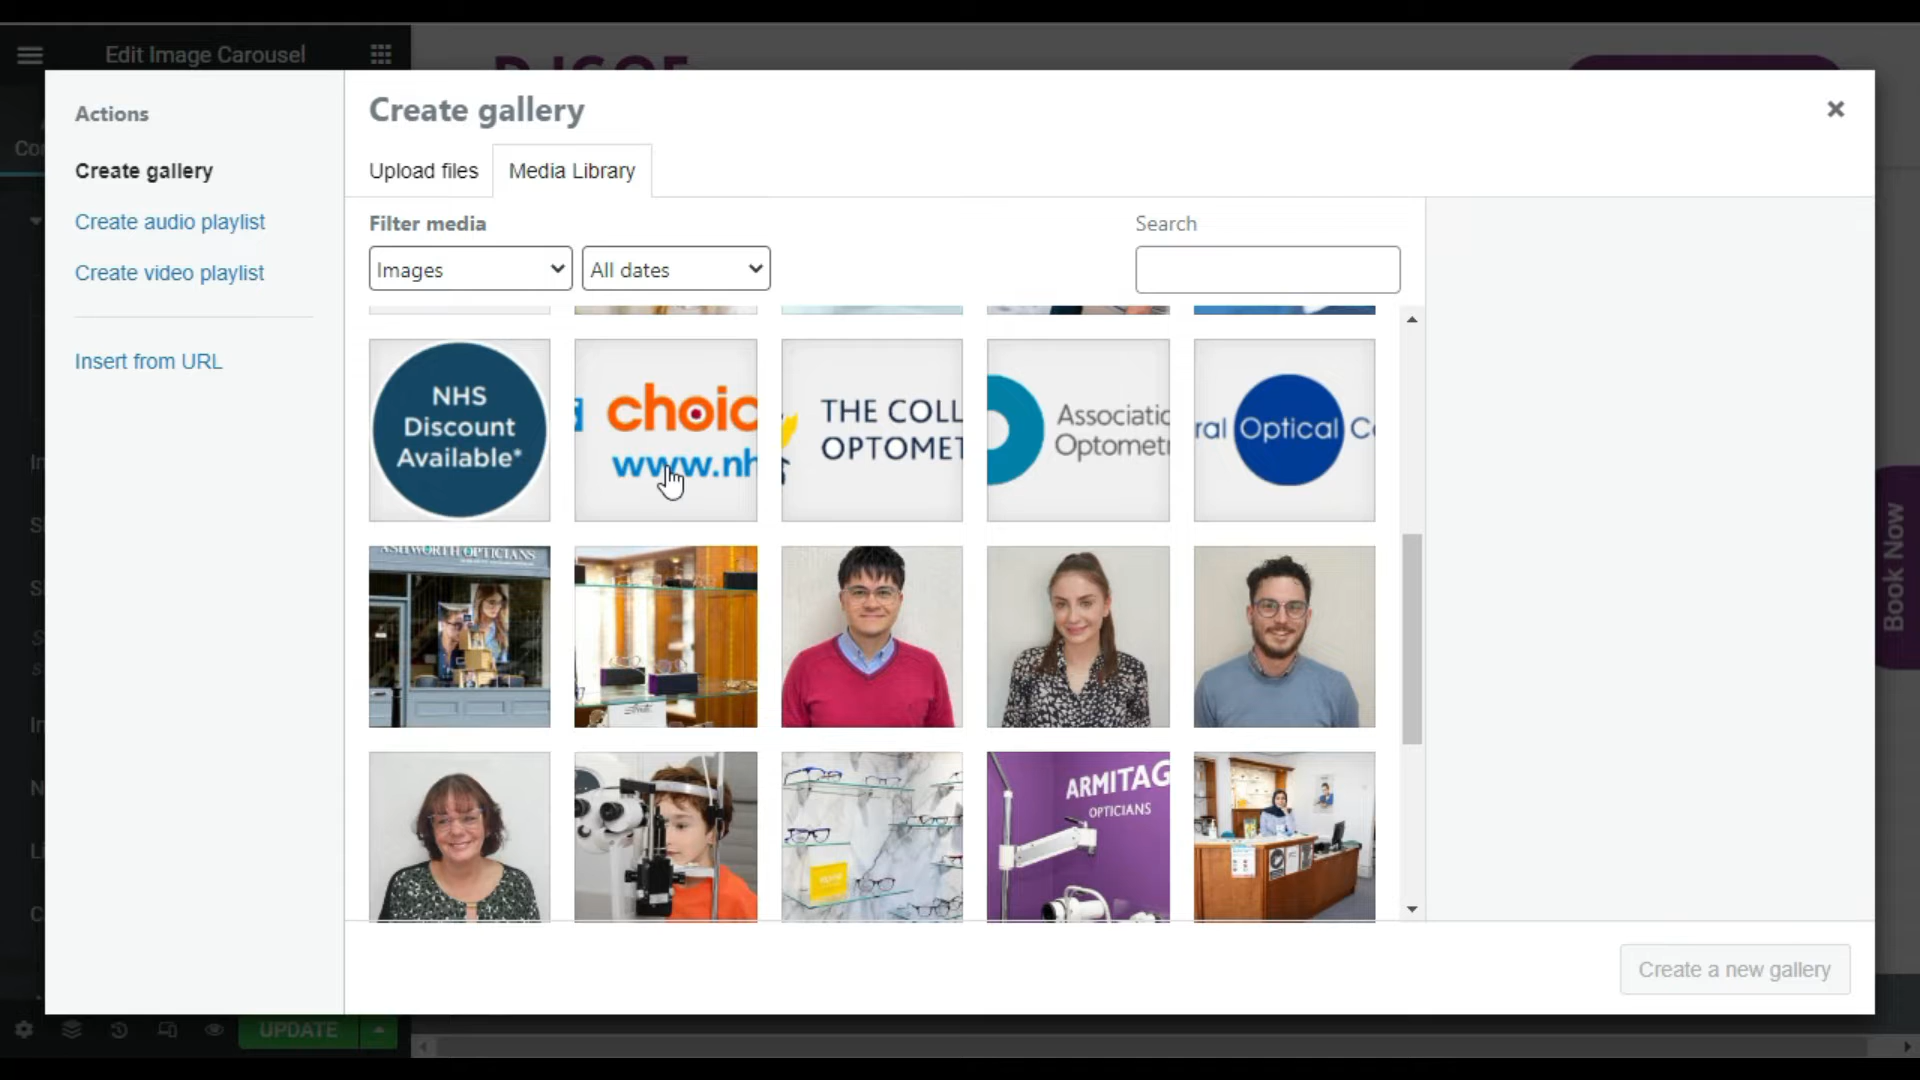 Edit Image Carousel
Actions
Create gallery
Create audio playlist
Create video playlist
Insert from URL
Create gallery
Upload files
Media Library
Filter media
Search
Images
All dates
NHS
Discount
Available*
choic
www.nh
THE COLL
OPTOMET
Associatio
Optometr
ral Optical Co
ASHWORTH OPTICIANS
ARMITAG
OPTICIANS
Book Now
Create a new gallery
UPDATE